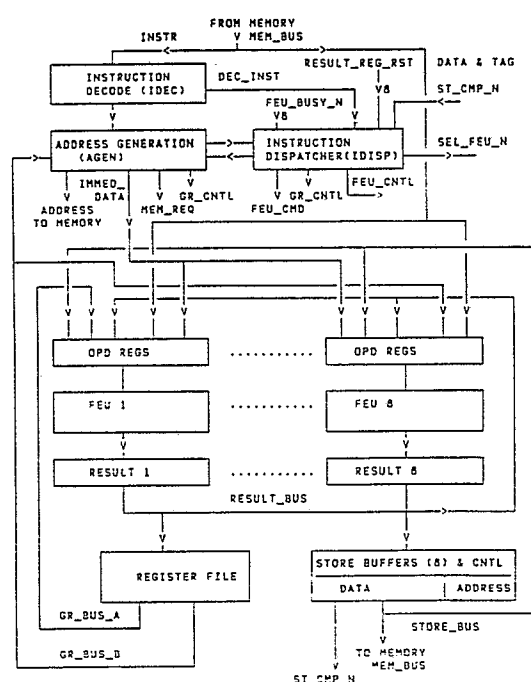 FROM MEMORY
INSTR
MEM_BUS
RESULT_REG_RST
DATA & TAG
INSTRUCTION
DECODE (IDEC)
DEC_INST
FEU_BUSY_N
8
8
ST_CMP_N
ADDRESS GENERATION
(AGEN)
INSTRUCTION
DISPATCHER(IDISP)
SEL_FEU_N
IMMED_
DATA
GR_CNTL
GR_CNTL
FEU_CNTL
ADDRESS
TO MEMORY
MEM_REQ
FEU_CMD
OPD REGS
OPD REGS
FEU 1
FEU 8
RESULT 1
RESULT 8
RESULT_BUS
REGISTER FILE
STORE BUFFERS (8) & CNTL
DATA
ADDRESS
GR_BUS_A
STORE_BUS
GR_BUS_B
TO MEMORY
MEM_BUS
ST_CMP_N